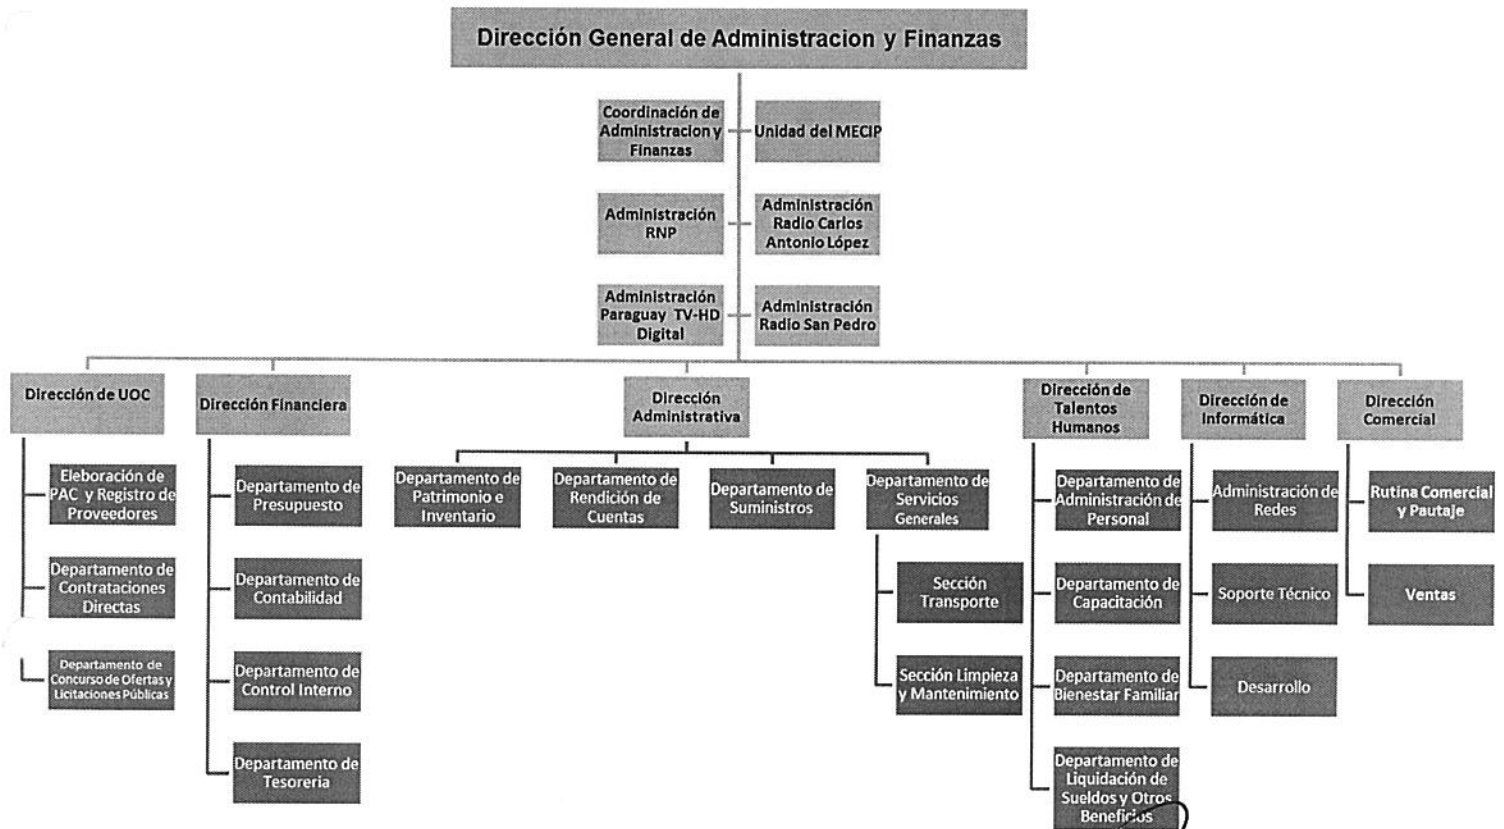 Dirección General de Administracion y Finanzas
Coordinación de
Administracion y
Finanzas
Unidad del MECIP
Administración
RNP
Administración
Radio Carlos
Antonio López
Administración
Paraguay TV-HD
Digital
Administración
Radio San Pedro
Dirección de UOC
Dirección Financiera
Dirección
Administrativa
Dirección de
Talentos
Humanos
Dirección de
Informática
Dirección
Comercial
Eleboración de
PAC y Registro de
Proveedores
Departamento de
Contrataciones
Directas
Departamento de
Concurso de Ofertas y
Licitaciones Públicas
Departamento de
Presupuesto
Departamento de
Contabilidad
Departamento de
Control Interno
Departamento de
Tesoreria
Departamento de
Patrimonio e
Inventario
Departamento de
Rendición de
Cuentas
Departamento de
Suministros
Departamento de
Servicios
Generales
Sección
Transporte
Sección Limpieza
y Mantenimiento
Departamento de
Administración de
Personal
Departamento de
Capacitación
Departamento de
Bienestar Familiar
Departamento de
Liquidación de
Sueldos y Otros
Beneficios
Administración de
Redes
Soporte Técnico
Desarrollo
Rutina Comercial
y Pautaje
Ventas